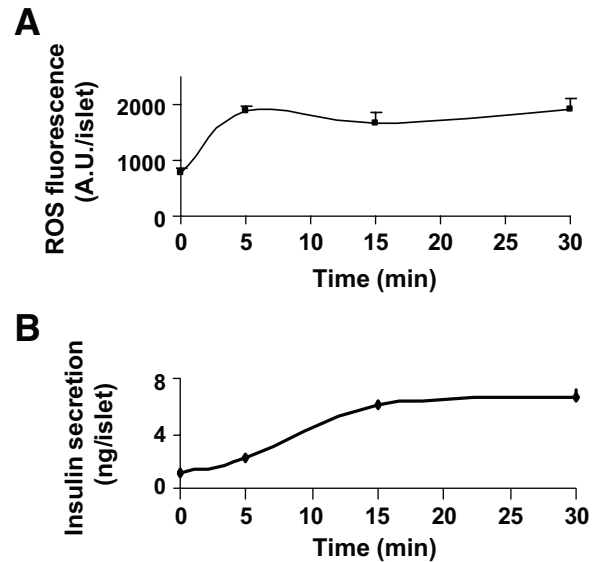 A
ROS fluorescence
(A.U./islet)
2000
1000
0
0 5 10 15 20 25 30
Time (min)
B
Insulin secretion
(ng/islet)
8
4
0
0 5 10 15 20 25 30
Time (min)